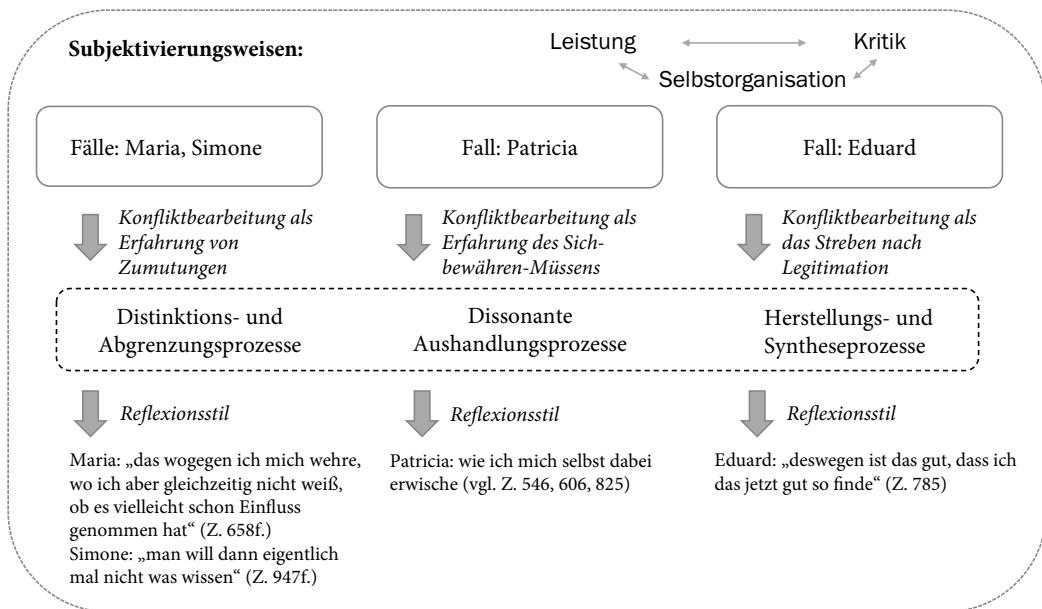 Subjektivierungsweisen:
Leistung
Kritik
Selbstorganisation
Fälle: Maria, Simone
Fall: Patricia
Fall: Eduard
Konfliktbearbeitung als
Erfahrung von
Zumutungen
Konfliktbearbeitung als
Erfahrung des Sich-
bewähren-Müssens
Konfliktbearbeitung als
das Streben nach
Legitimation
Distinktions- und
Abgrenzungsprozesse
Dissonante
Aushandlungsprozesse
Herstellungs- und
Syntheseprozesse
Reflexionsstil
Reflexionsstil
Reflexionsstil
Maria: „das wogegen ich mich wehre,
wo ich aber gleichzeitig nicht weiß,
ob es vielleicht schon Einfluss
genommen hat“ (Z. 658f.)
Simone: „man will dann eigentlich
mal nicht was wissen“ (Z. 947f.)
Patricia: wie ich mich selbst dabei
erwische (vgl. Z. 546, 606, 825)
Eduard: „deswegen ist das gut, dass ich
das jetzt gut so finde“ (Z. 785)